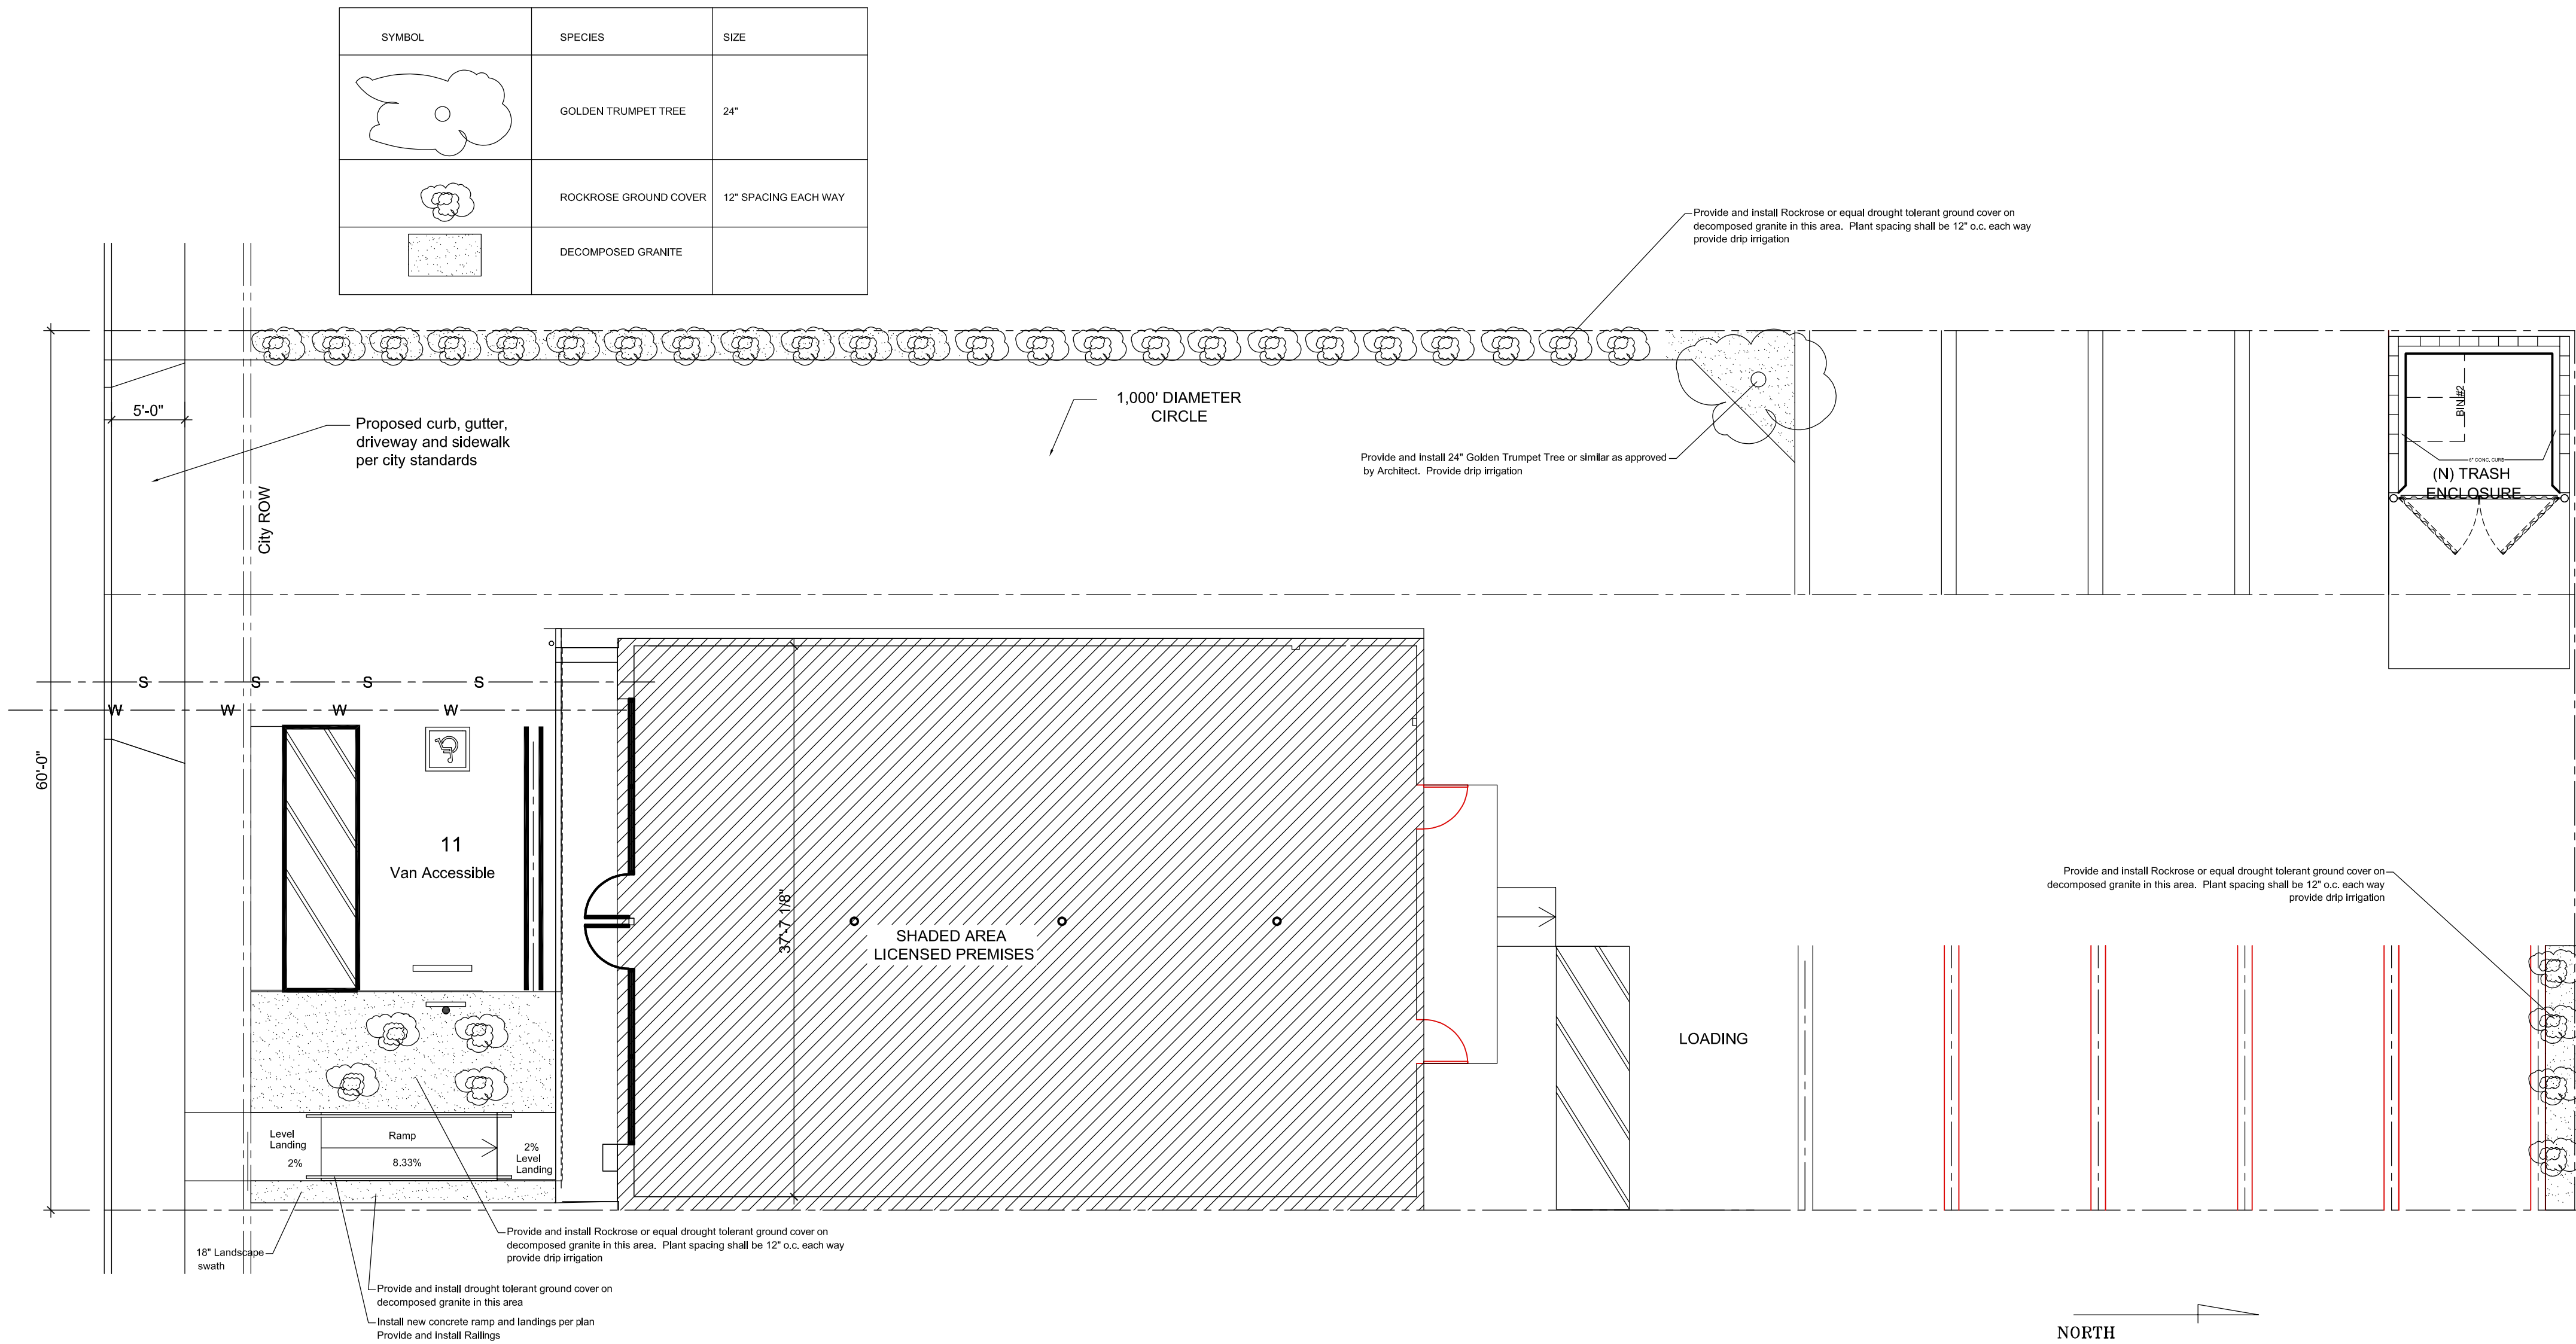 SYMBOL
SPECIES
SIZE
GOLDEN TRUMPET TREE
24"
ROCKROSE GROUND COVER
12" SPACING EACH WAY
DECOMPOSED GRANITE
Provide and install Rockrose or equal drought tolerant ground cover on
decomposed granite in this area. Plant spacing shall be 12" o.c. each way
provide drip irrigation
5'-0"
Proposed curb, gutter,
driveway and sidewalk
per city standards
1,000' DIAMETER
CIRCLE
Provide and install 24" Golden Trumpet Tree or similar as approved
by Architect. Provide drip irrigation
BIN #2
6" CONC. CURB
(N) TRASH
ENCLOSURE
City ROW
S S S S
W W W W
60'-0"
11
Van Accessible
37'-7 1/8"
SHADED AREA
LICENSED PREMISES
LOADING
Provide and install Rockrose or equal drought tolerant ground cover on
decomposed granite in this area. Plant spacing shall be 12" o.c. each way
provide drip irrigation
Level
Landing
2%
Ramp
8.33%
2%
Level
Landing
18" Landscape
swath
Provide and install Rockrose or equal drought tolerant ground cover on
decomposed granite in this area. Plant spacing shall be 12" o.c. each way
provide drip irrigation
Provide and install drought tolerant ground cover on
decomposed granite in this area
Install new concrete ramp and landings per plan
Provide and Install Railings
NORTH